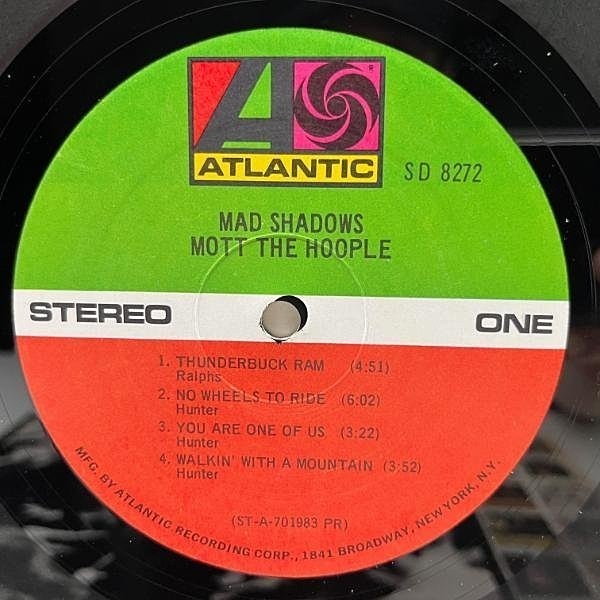 ATLANTIC
SD 8272
MAD SHADOWS
MOTT THE HOOPLE
STEREO
ONE
1. THUNDERBUCK RAM (4:51)
Ralphs
2. NO WHEELS TO RIDE (6:02)
Hunter
3. YOU ARE ONE OF US (3:22)
Hunter
4. WALKIN' WITH A MOUNTAIN (3:52)
Hunter
(ST-A-701983 PR)
MFG. BY ATLANTIC RECORDING CORP., 1841 BROADWAY, NEW YORK, N.Y.